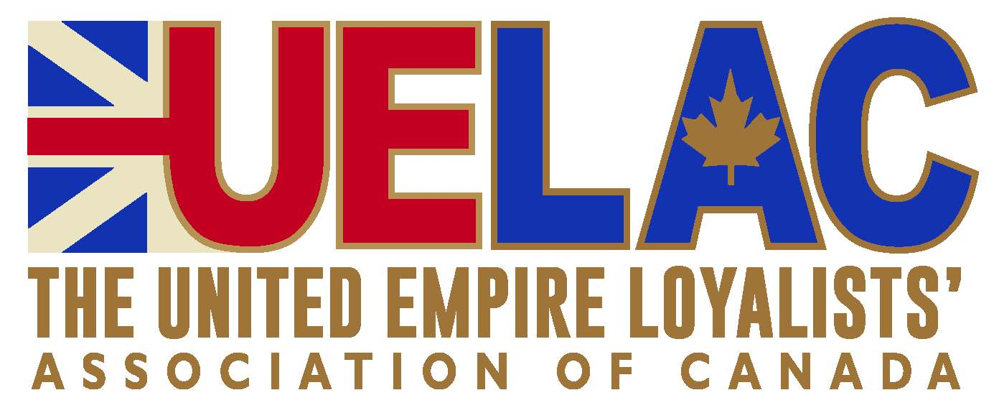 UELAC
THE UNITED EMPIRE LOYALISTS’
ASSOCIATION OF CANADA